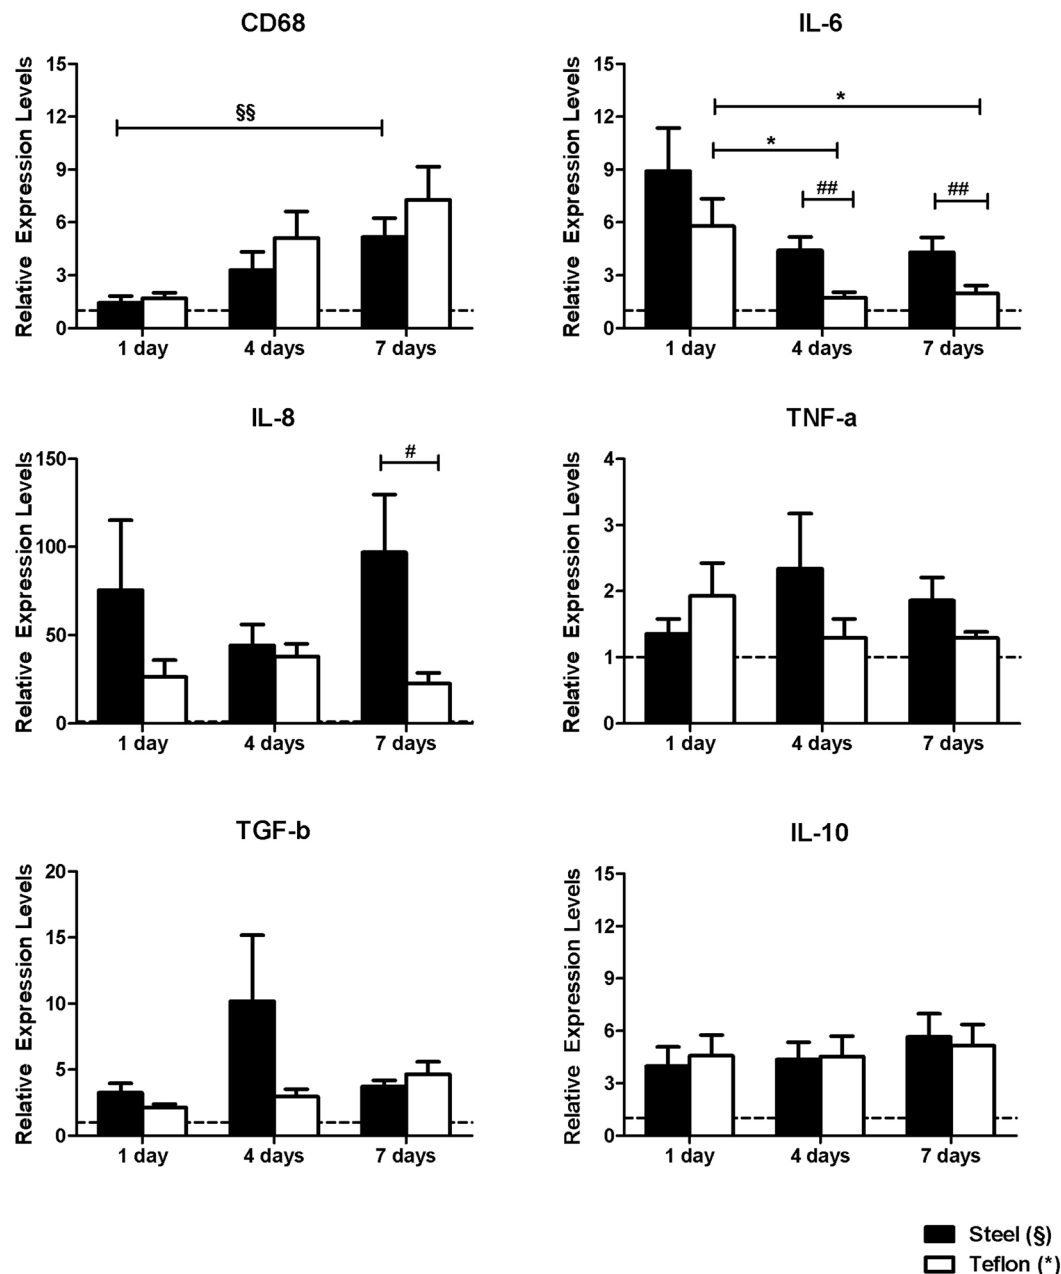 CD68
Relative Expression Levels
15
12
9
6
3
0
§§
1 day 4 days 7 days
IL-6
Relative Expression Levels
15
12
9
6
3
0
*
*
## ##
1 day 4 days 7 days
IL-8
Relative Expression Levels
150
100
50
0
#
1 day 4 days 7 days
TNF-a
Relative Expression Levels
4
3
2
1
0
1 day 4 days 7 days
TGF-b
Relative Expression Levels
20
15
10
5
0
1 day 4 days 7 days
IL-10
Relative Expression Levels
15
12
9
6
3
0
1 day 4 days 7 days
Steel (§)
Teflon (*)